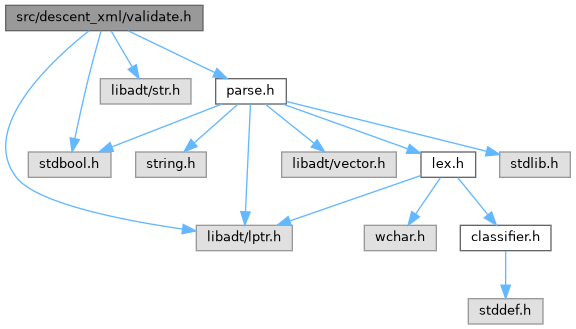 src/descent_xml/validate.h
libadt/str.h
parse.h
stdbool.h
string.h
libadt/vector.h
lex.h
stdlib.h
libadt/lptr.h
wchar.h
classifier.h
stddef.h